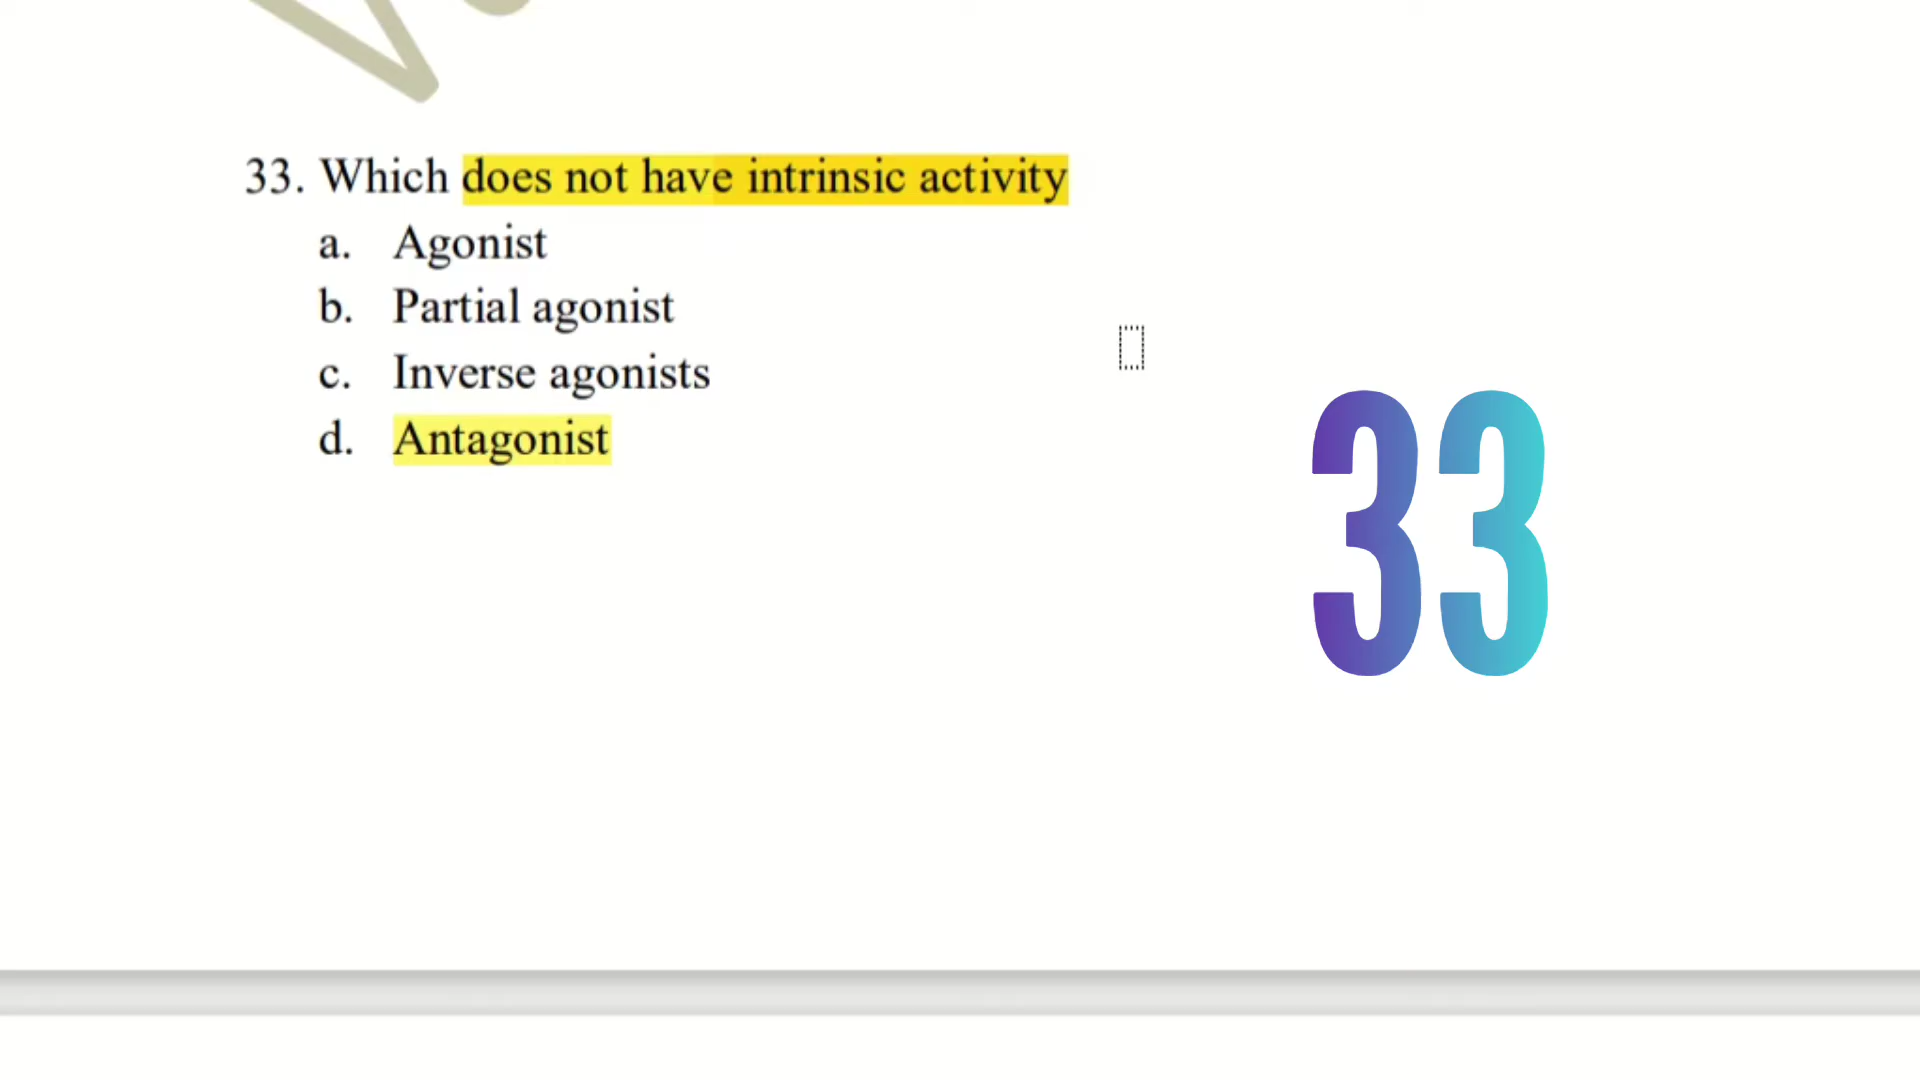 33. Which does not have intrinsic activity
a. Agonist
b. Partial agonist
c. Inverse agonists
d. Antagonist
33